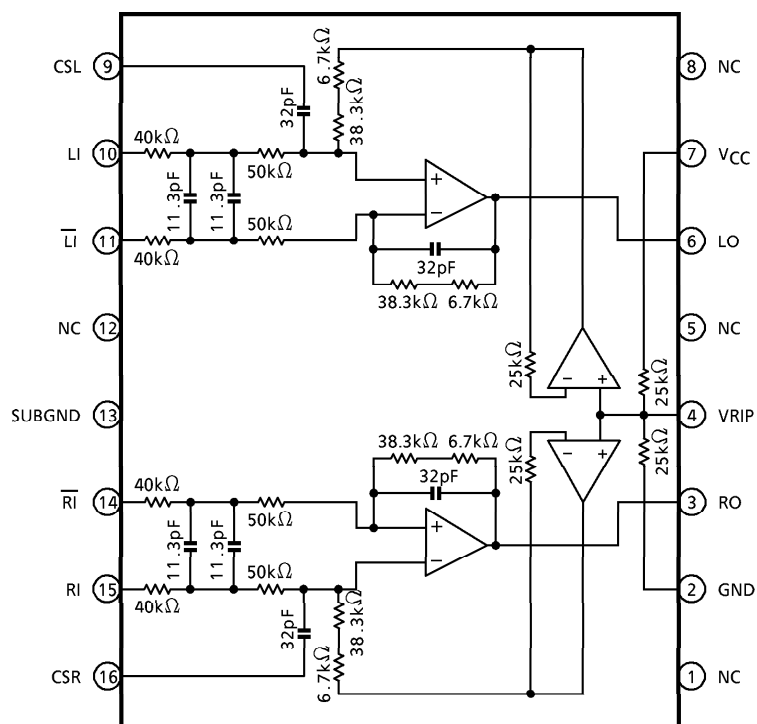 CSL 9
LI 10
LI 11
NC 12
SUBGND 13
RI 14
RI 15
CSR 16
8 NC
7 VCC
6 LO
5 NC
4 VRIP
3 RO
2 GND
1 NC
6.7kΩ
32pF
38.3kΩ
40kΩ
50kΩ
11.3pF
11.3pF
50kΩ
40kΩ
+
−
32pF
38.3kΩ 6.7kΩ
25kΩ
− +
25kΩ
38.3kΩ 6.7kΩ
25kΩ
− +
25kΩ
32pF
40kΩ
50kΩ
11.3pF
11.3pF
+
−
50kΩ
40kΩ
32pF
38.3kΩ
6.7kΩ